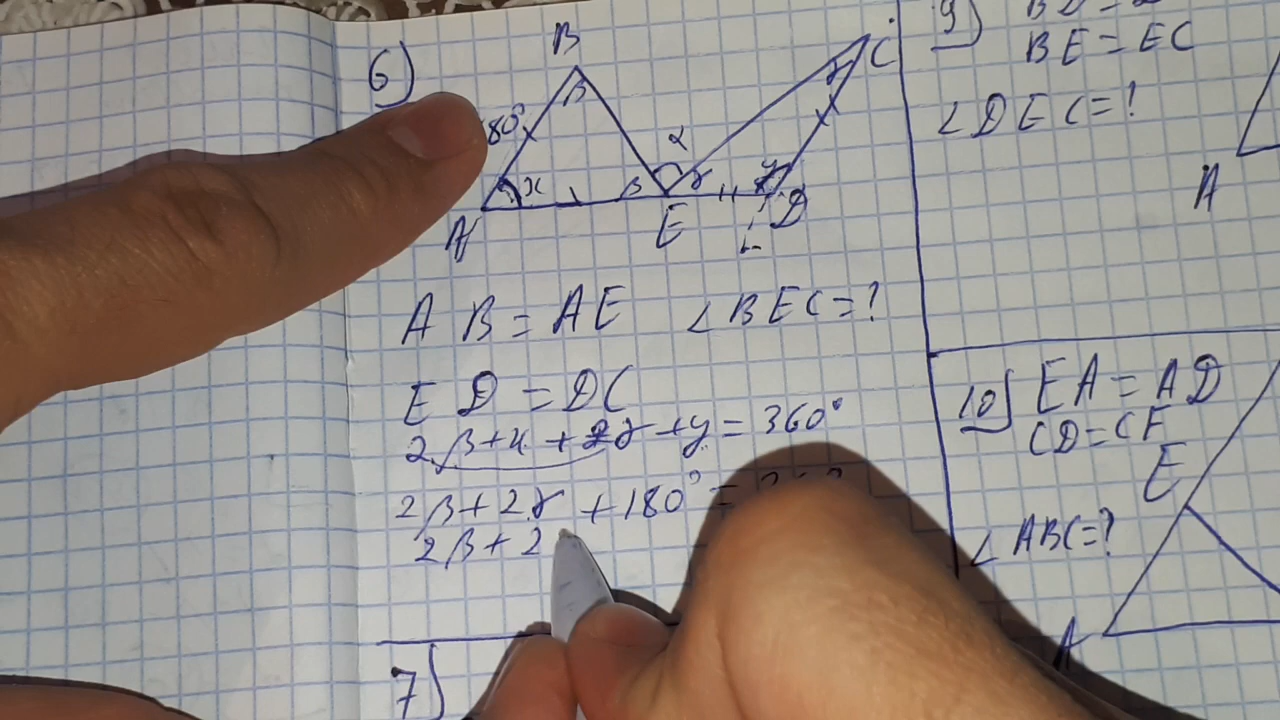 6)
B
C
80°
B
α
x
β
γ
γ
y
A
E
D
AB = AE ∠BEC = ?
ED = DC
2β + x + 2γ + y = 360°
2β + 2γ + 180° =
2β + 2
7)
9)
BE = EC
∠DEC = ?
A
10) EA = AD
CD = CF
E
∠ABC = ?
A